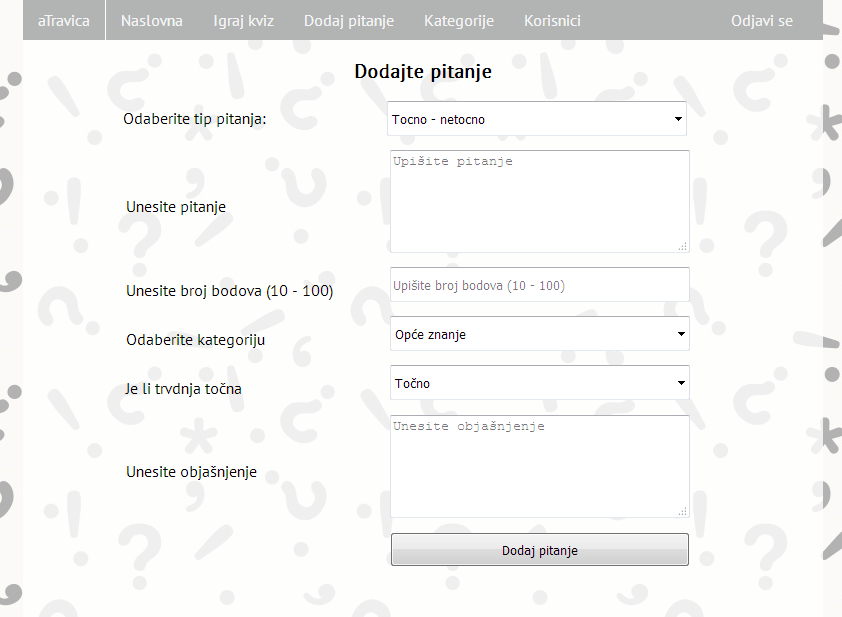 aTravica Naslovna Igraj kviz Dodaj pitanje Kategorije Korisnici Odjavi se
Dodajte pitanje
Odaberite tip pitanja: Tocno - netocno
Unesite pitanje Upišite pitanje
Unesite broj bodova (10 - 100) Upišite broj bodova (10 - 100)
Odaberite kategoriju Opće znanje
Je li trvdnja točna Točno
Unesite objašnjenje Unesite objašnjenje
Dodaj pitanje